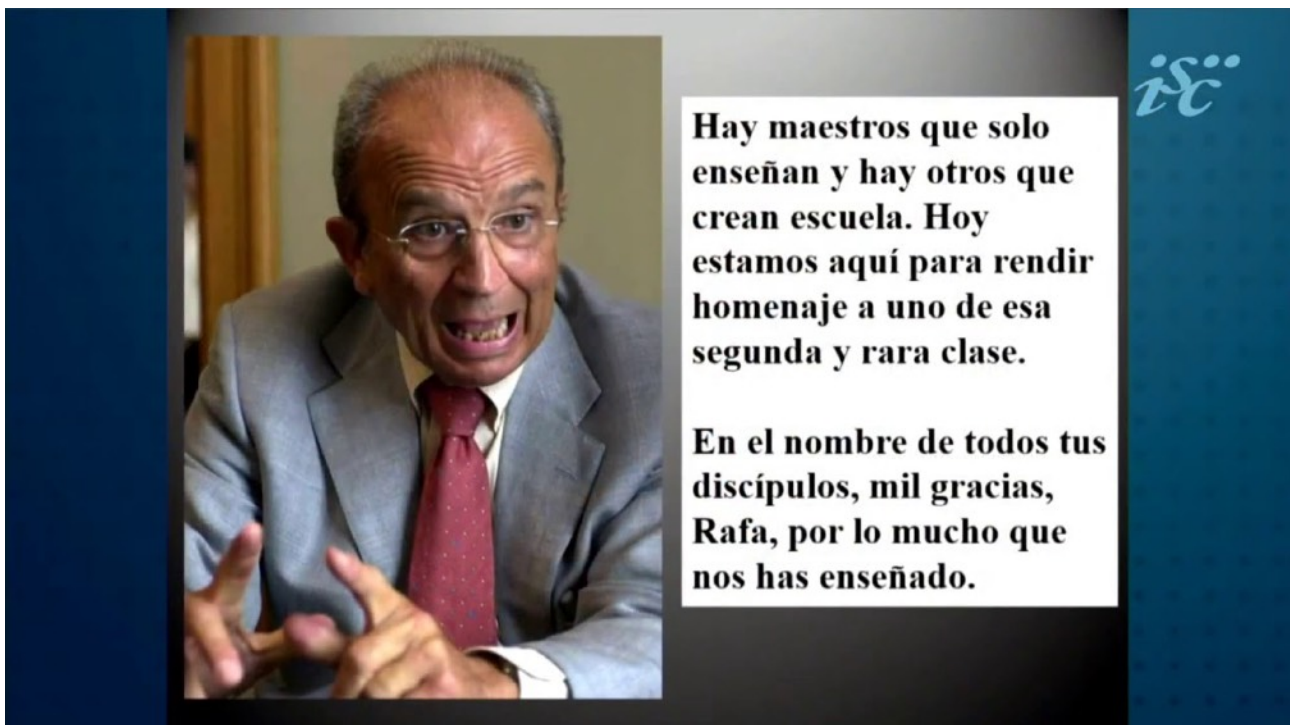 isc
Hay maestros que solo
enseñan y hay otros que
crean escuela. Hoy
estamos aquí para rendir
homenaje a uno de esa
segunda y rara clase.
En el nombre de todos tus
discípulos, mil gracias,
Rafa, por lo mucho que
nos has enseñado.